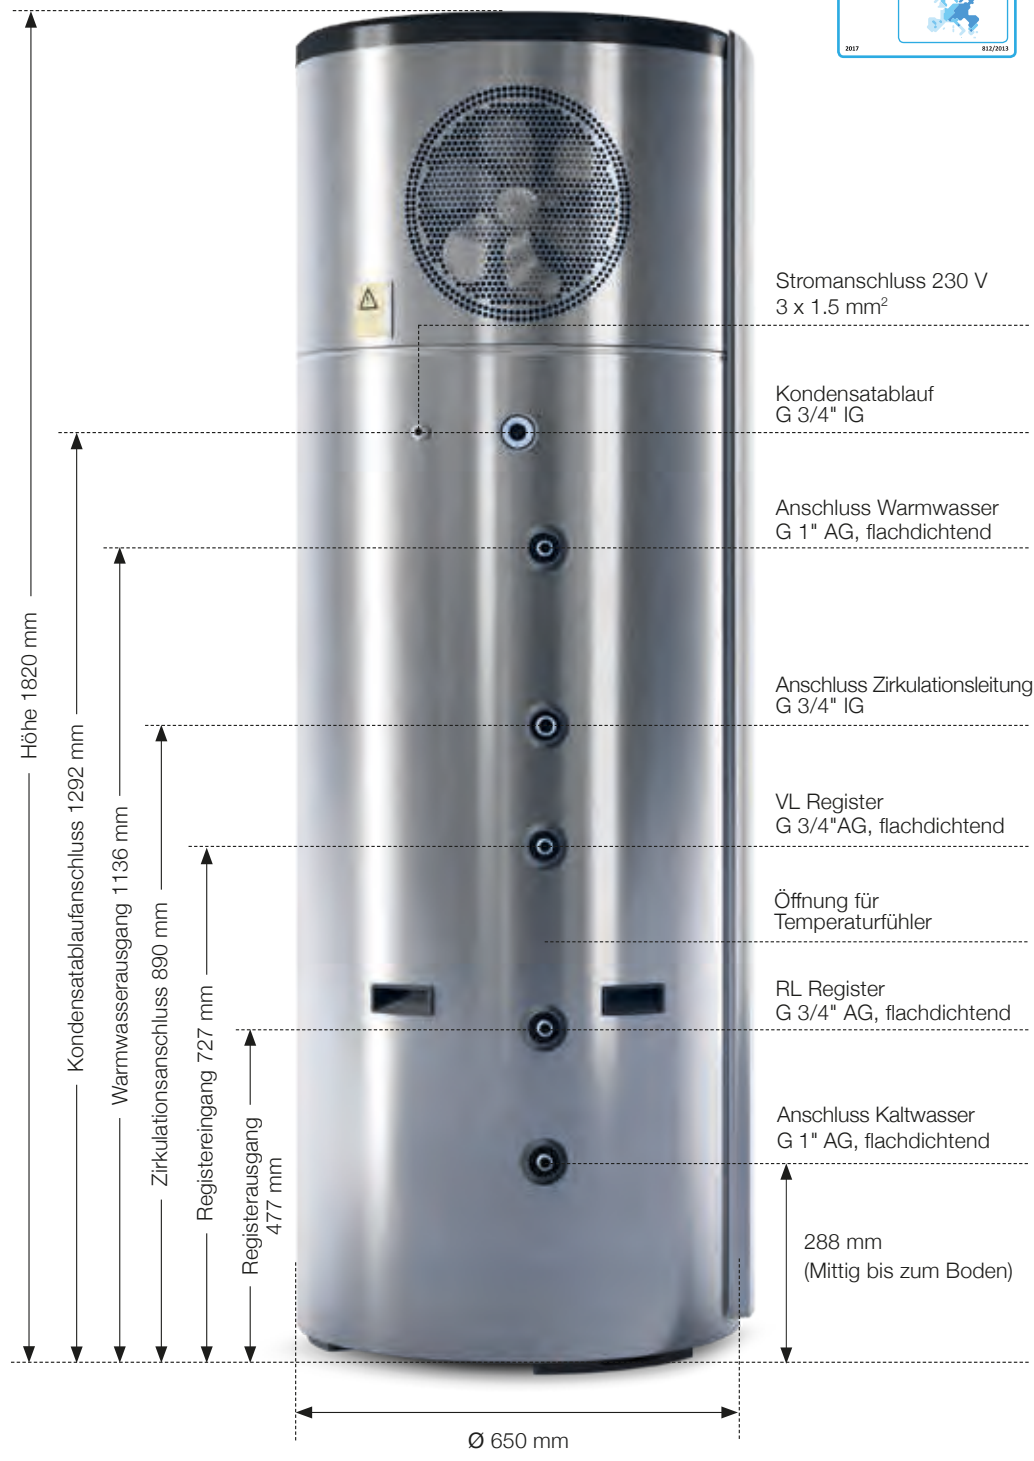 2017
812/2013
Stromanschluss 230 V
3 x 1.5 mm²
Kondensatablauf
G 3/4" IG
Anschluss Warmwasser
G 1" AG, flachdichtend
Anschluss Zirkulationsleitung
G 3/4" IG
VL Register
G 3/4"AG, flachdichtend
Öffnung für
Temperaturfühler
RL Register
G 3/4" AG, flachdichtend
Anschluss Kaltwasser
G 1" AG, flachdichtend
288 mm
(Mittig bis zum Boden)
Höhe 1820 mm
Kondensatablaufanschluss 1292 mm
Warmwasserausgang 1136 mm
Zirkulationsanschluss 890 mm
Registereingang 727 mm
Registerausgang
477 mm
Ø 650 mm